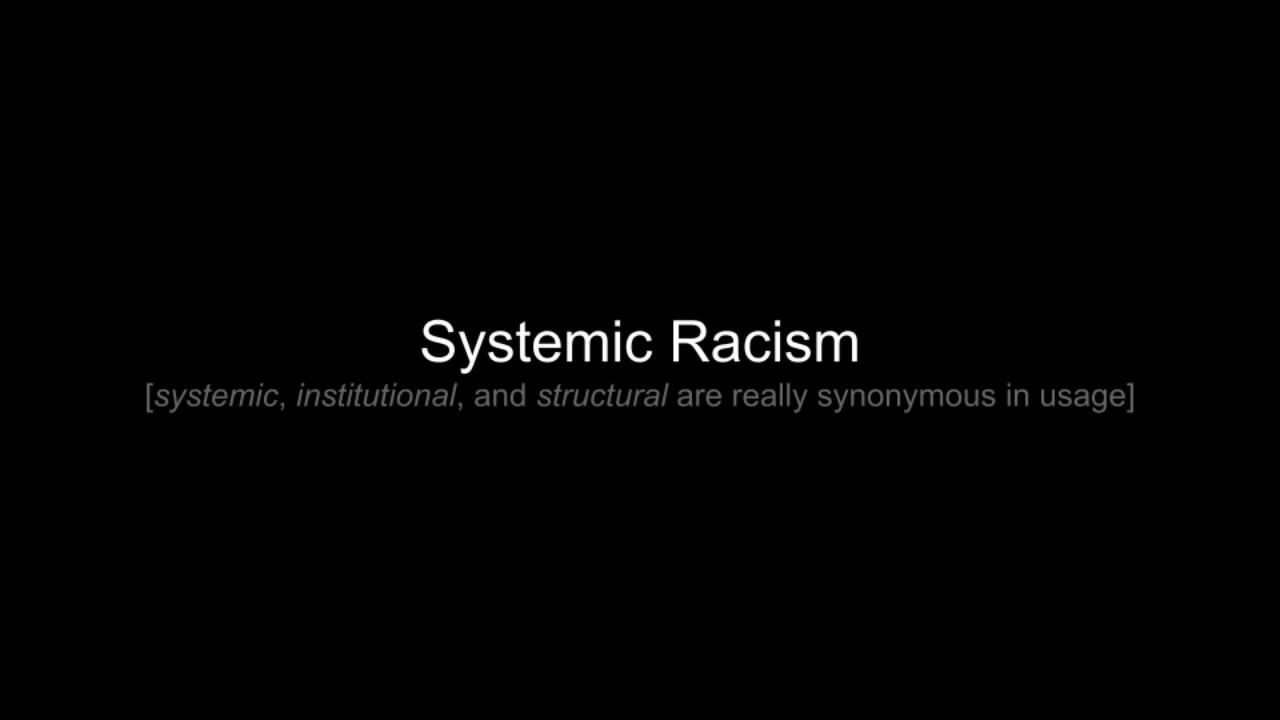 Systemic Racism
[systemic, institutional, and structural are really synonymous in usage]